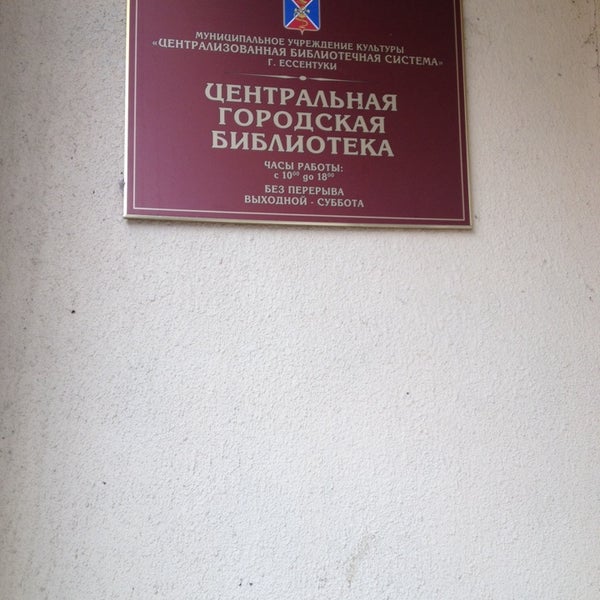 МУНИЦИПАЛЬНОЕ УЧРЕЖДЕНИЕ КУЛЬТУРЫ
«ЦЕНТРАЛИЗОВАННАЯ БИБЛИОТЕЧНАЯ СИСТЕМА»
Г. ЕССЕНТУКИ
ЦЕНТРАЛЬНАЯ
ГОРОДСКАЯ
БИБЛИОТЕКА
ЧАСЫ РАБОТЫ:
с 10⁰⁰ до 18⁰⁰
БЕЗ ПЕРЕРЫВА
ВЫХОДНОЙ - СУББОТА